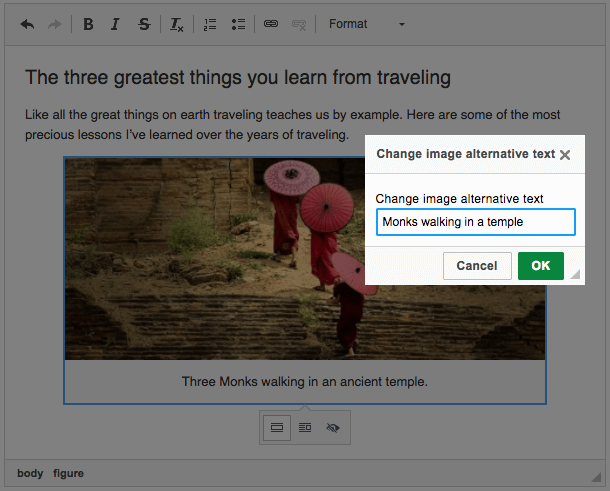 B I S Tx Format
The three greatest things you learn from traveling
Like all the great things on earth traveling teaches us by example. Here are some of the most
precious lessons I’ve learned over the years of traveling.
Change image alternative text
Change image alternative text
Monks walking in a temple
Cancel OK
Three Monks walking in an ancient temple.
body figure